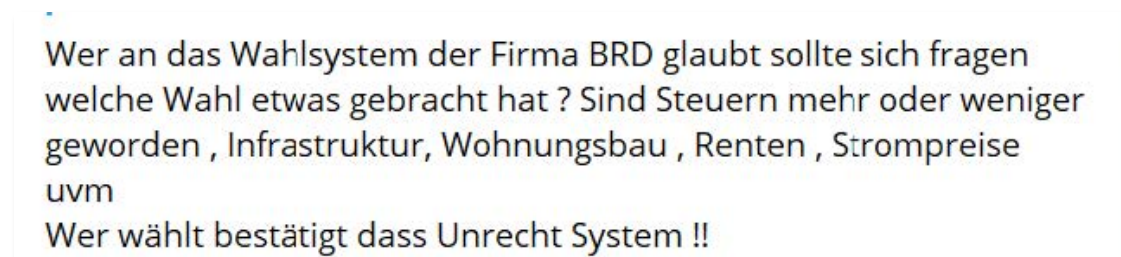 Wer an das Wahlsystem der Firma BRD glaubt sollte sich fragen
welche Wahl etwas gebracht hat ? Sind Steuern mehr oder weniger
geworden , Infrastruktur, Wohnungsbau , Renten , Strompreise
uvm
Wer wählt bestätigt dass Unrecht System !!